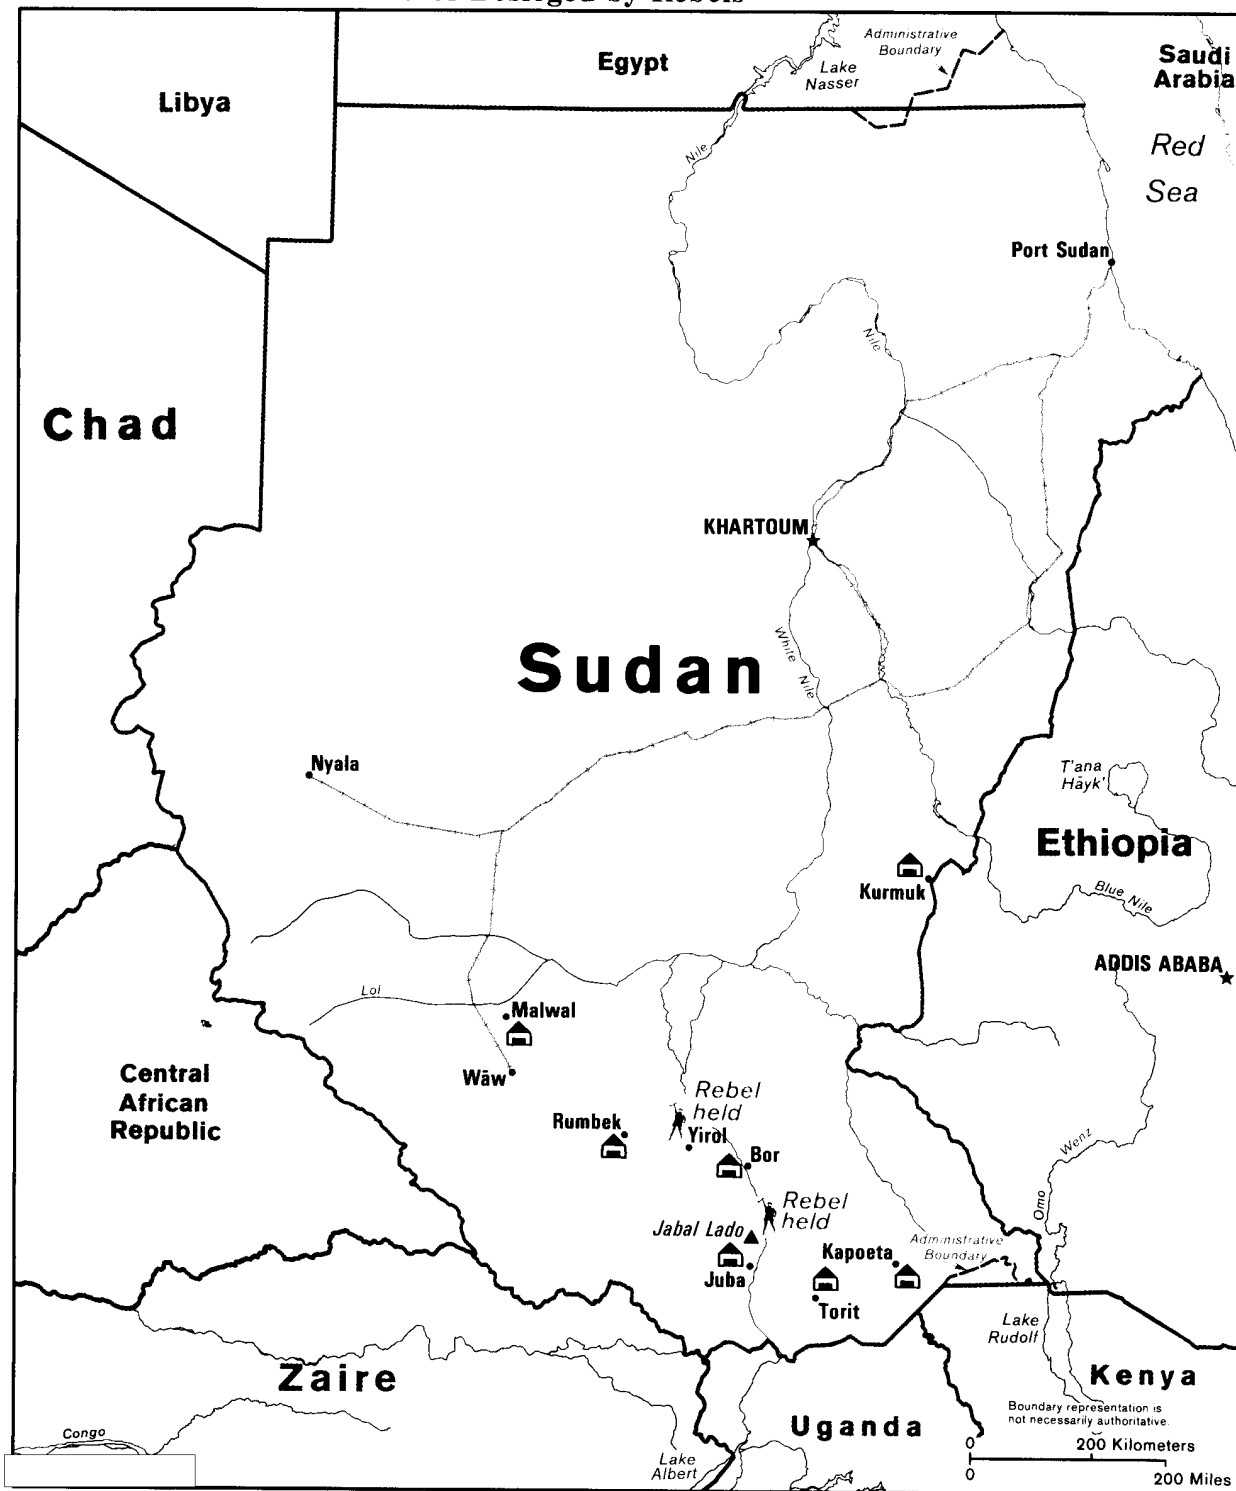 Besieged by Rebels
Administrative
Boundary
Egypt
Lake
Nasser
Saudi
Arabia
Libya
Red
Sea
Nile
Port Sudan
Nile
Chad
KHARTOUM
White Nile
Sudan
Nyala
T'ana
Hāyk'
Ethiopia
Kurmuk
Blue Nile
ADDIS ABABA
Lol
Malwal
Wāw
Central
African
Republic
Rebel
held
Rumbek
Yirol
Bor
Wenz
Omo
Rebel
held
Jabal Lado
Juba
Kapoeta
Torit
Administrative
Boundary
Lake
Rudolf
Zaire
Kenya
Boundary representation is
not necessarily authoritative.
Uganda
Congo
Lake
Albert
0 200 Kilometers
0 200 Miles